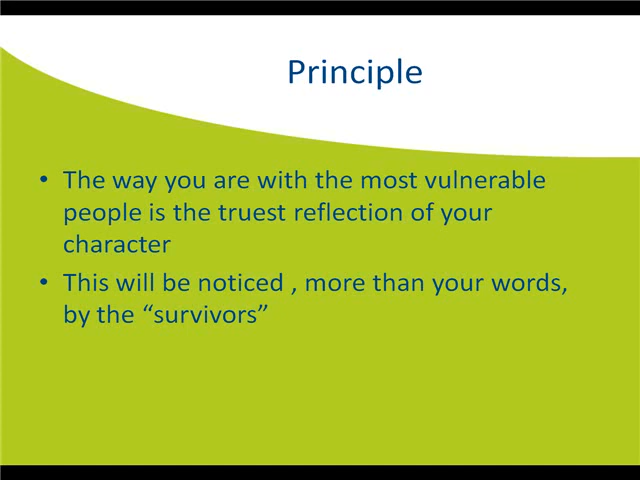 Principle
• The way you are with the most vulnerable
people is the truest reflection of your
character
• This will be noticed , more than your words,
by the “survivors”